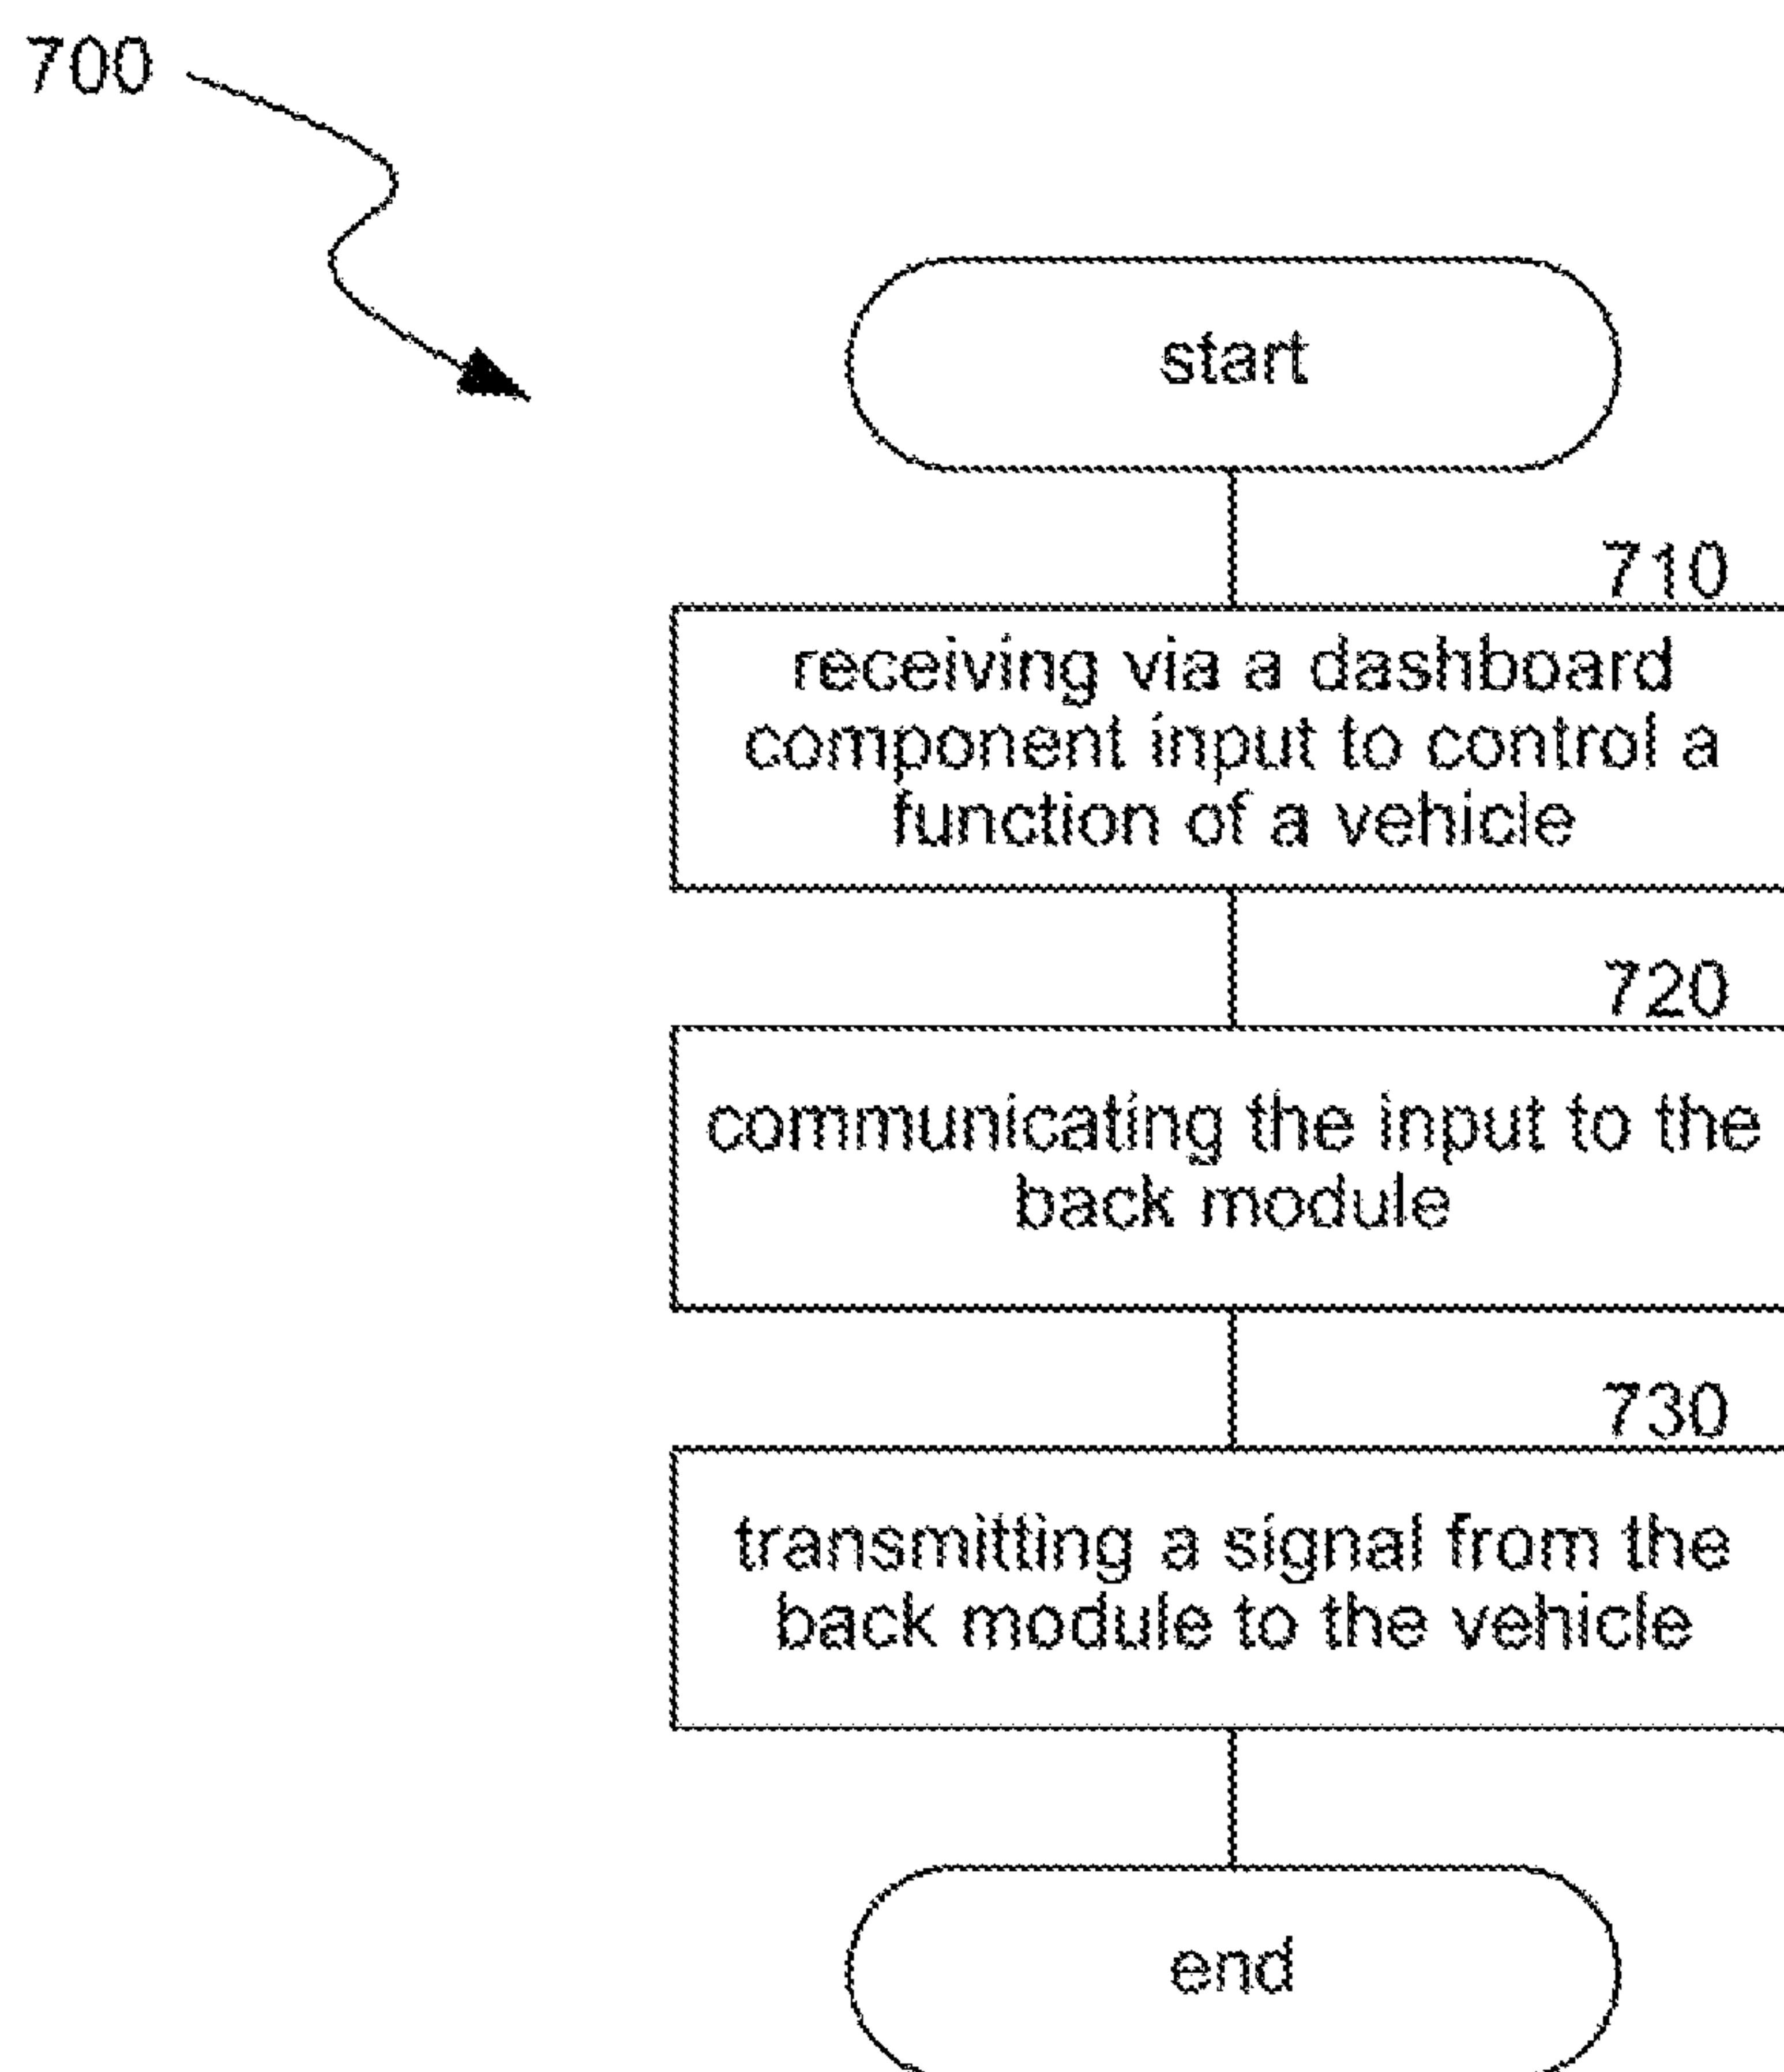 700
start
710
receiving via a dashboard
component input to control a
function of a vehicle
720
communicating the input to the
back module
730
transmitting a signal from the
back module to the vehicle
end